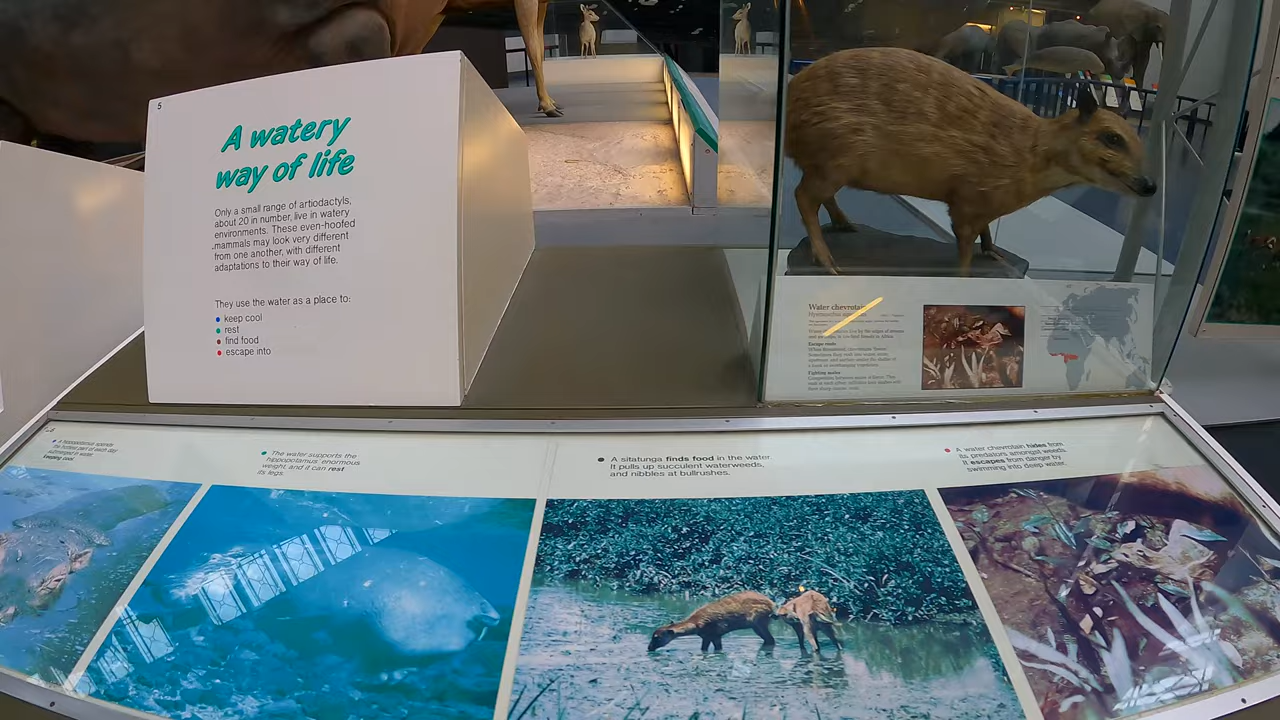 5
A watery
way of life
Only a small range of artiodactyls,
about 20 in number, live in watery
environments. These even-hoofed
mammals may look very different
from one another, with different
adaptations to their way of life.
They use the water as a place to:
keep cool
rest
find food
escape into
Water chevrotain
Escape route
Fighting males
A hippopotamus spends
the hottest part of each day
submerged in water
keeping cool.
The water supports the
hippopotamus' enormous
weight, and it can rest
its legs.
A sitatunga finds food in the water.
It pulls up succulent waterweeds,
and nibbles at bullrushes.
A water chevrotain hides from
its predators amongst weeds.
It escapes from danger by
swimming into deep water.